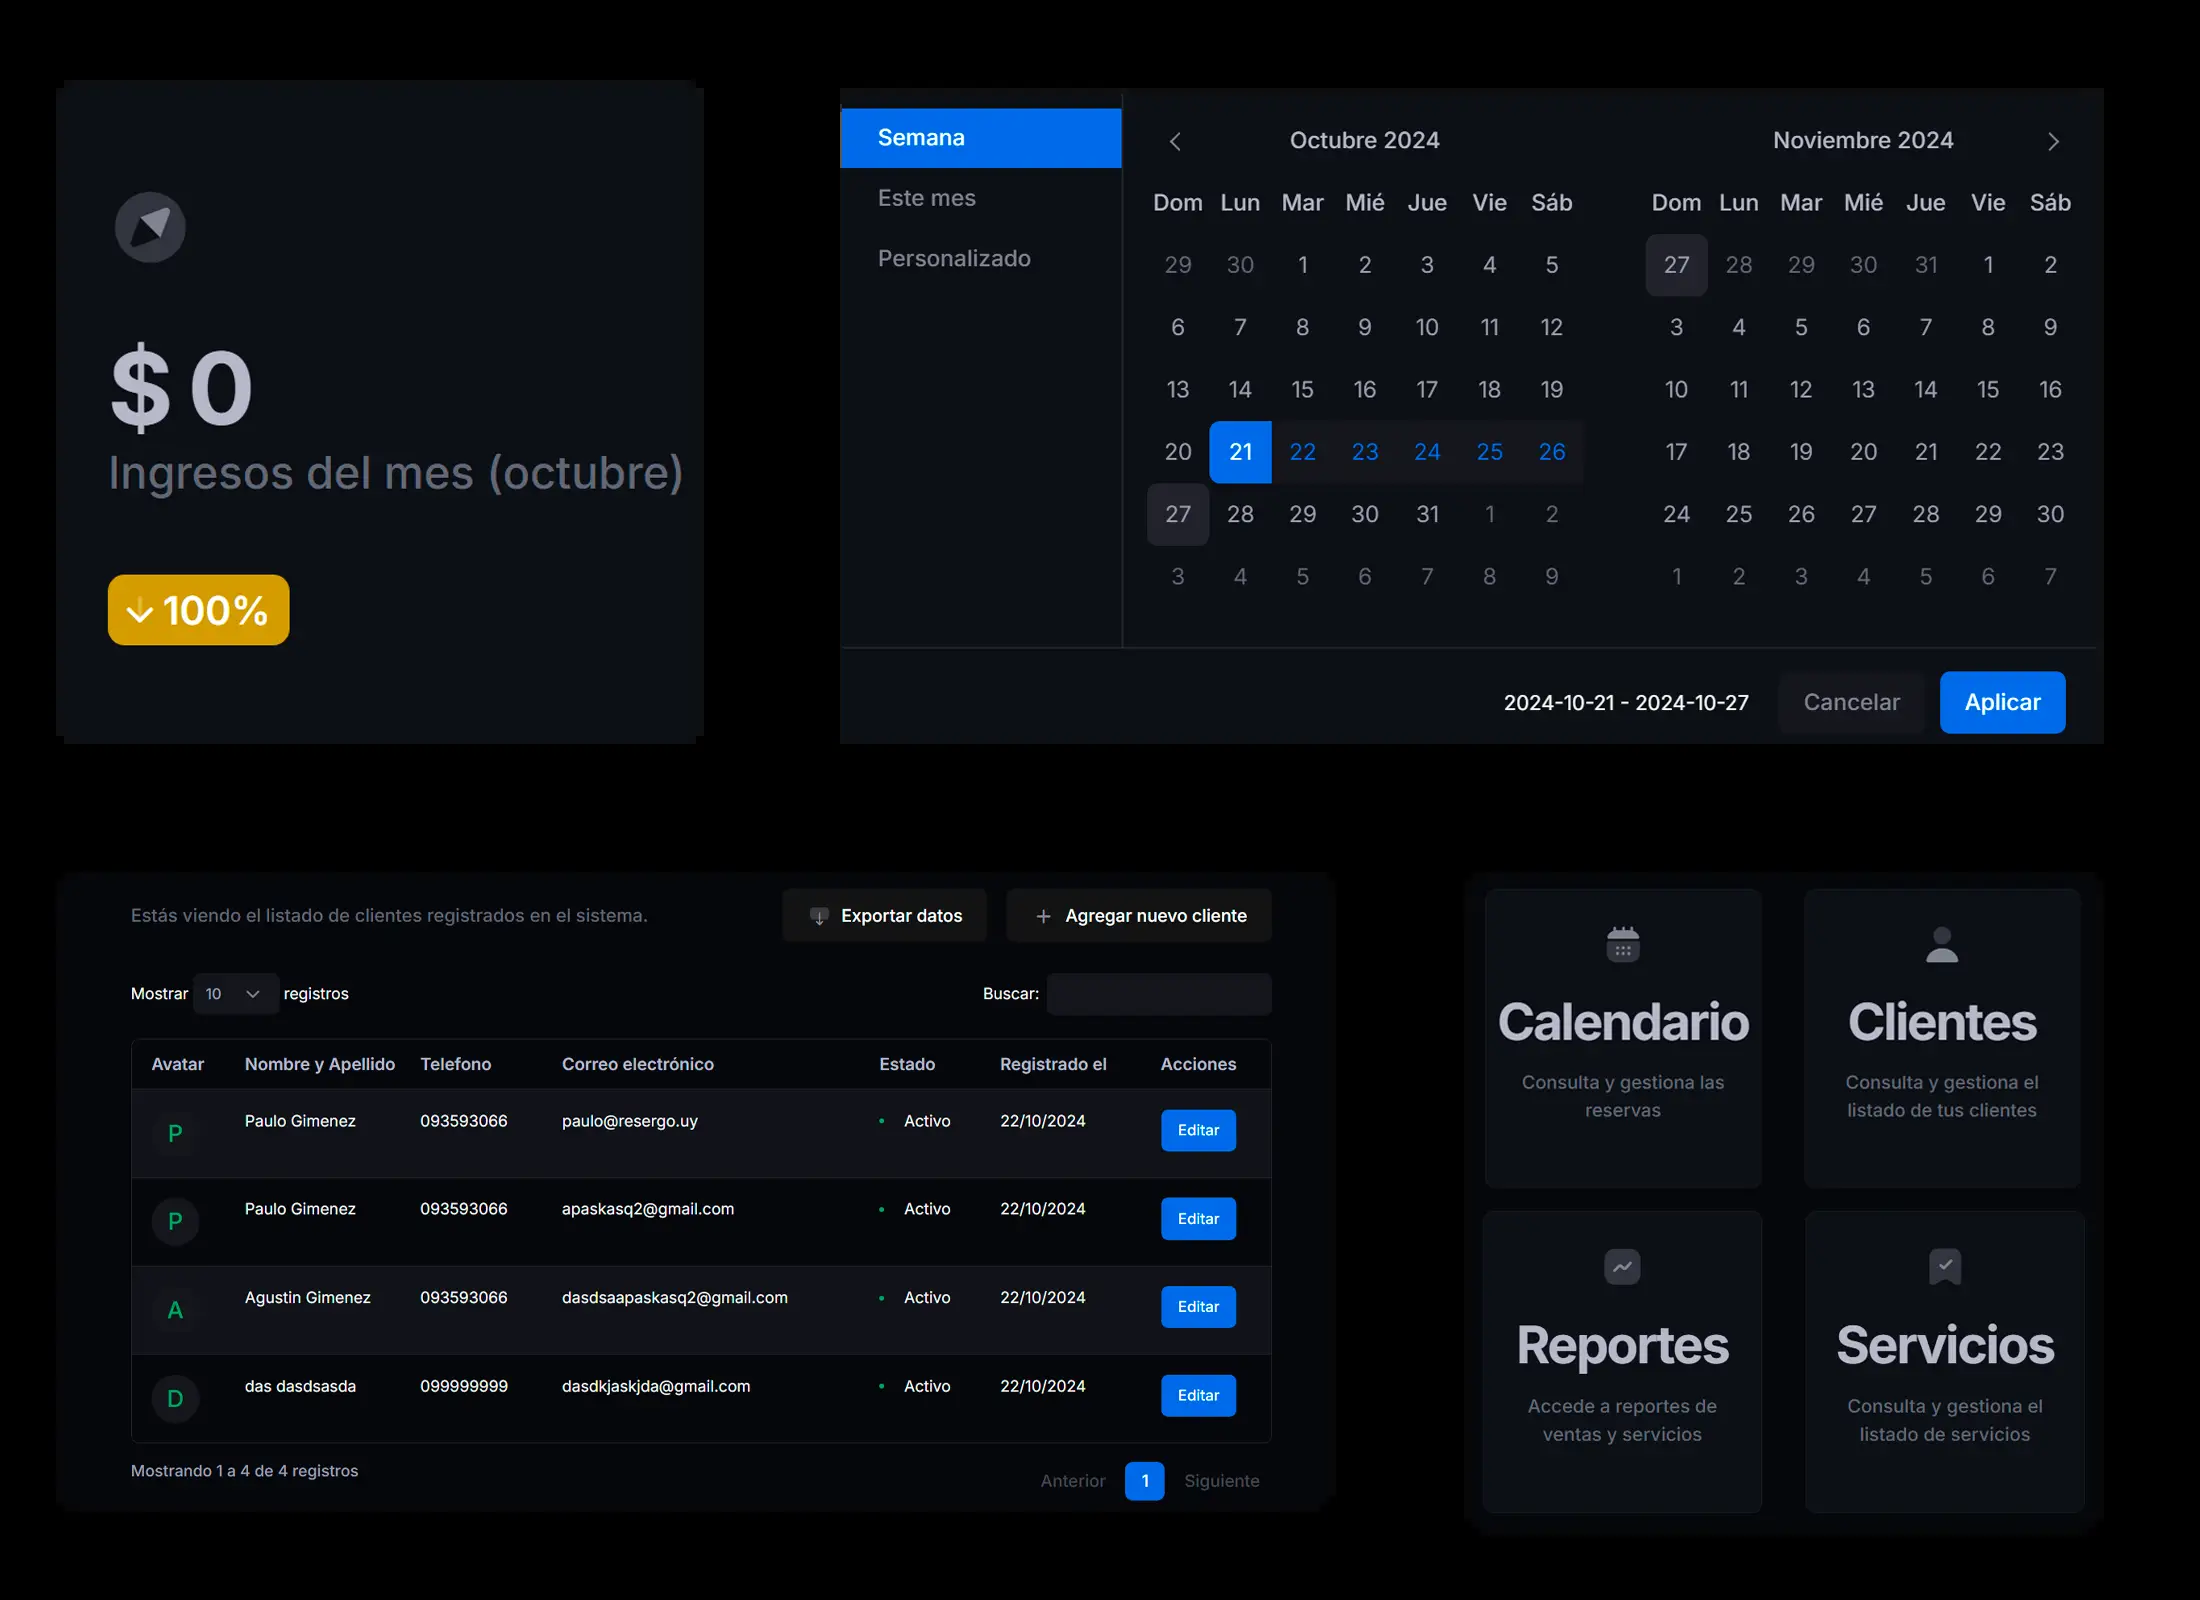 $ 0
Ingresos del mes (octubre)
100%
Semana
Este mes
Personalizado
Octubre 2024
Dom Lun Mar Mié Jue Vie Sáb
29 30 1 2 3 4 5
6 7 8 9 10 11 12
13 14 15 16 17 18 19
20 21 22 23 24 25 26
27 28 29 30 31 1 2
3 4 5 6 7 8 9
Noviembre 2024
Dom Lun Mar Mié Jue Vie Sáb
27 28 29 30 31 1 2
3 4 5 6 7 8 9
10 11 12 13 14 15 16
17 18 19 20 21 22 23
24 25 26 27 28 29 30
1 2 3 4 5 6 7
2024-10-21 - 2024-10-27 Cancelar Aplicar
Estás viendo el listado de clientes registrados en el sistema. Exportar datos Agregar nuevo cliente
Mostrar 10 registros Buscar:
Avatar Nombre y Apellido Telefono Correo electrónico Estado Registrado el Acciones
P Paulo Gimenez 093593066 paulo@resergo.uy Activo 22/10/2024 Editar
P Paulo Gimenez 093593066 apaskasq2@gmail.com Activo 22/10/2024 Editar
A Agustin Gimenez 093593066 dasdsaapaskasq2@gmail.com Activo 22/10/2024 Editar
D das dasdsasda 099999999 dasdkjaskjda@gmail.com Activo 22/10/2024 Editar
Mostrando 1 a 4 de 4 registros
Anterior 1 Siguiente
Calendario
Consulta y gestiona las
reservas
Clientes
Consulta y gestiona el
listado de tus clientes
Reportes
Accede a reportes de
ventas y servicios
Servicios
Consulta y gestiona el
listado de servicios